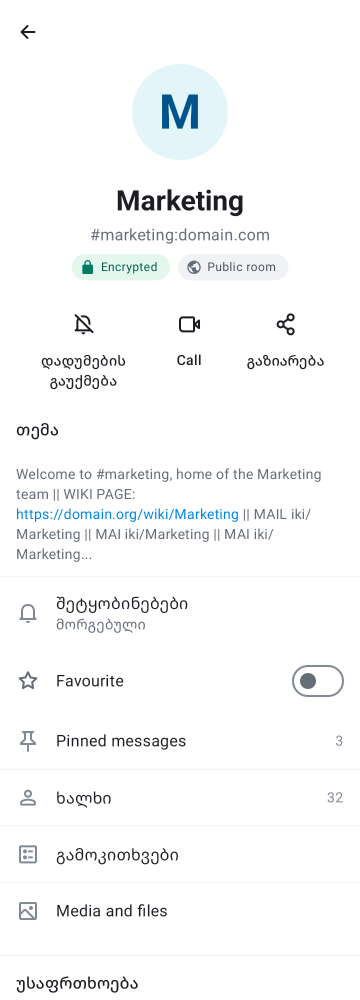 M
Marketing
#marketing:domain.com
Encrypted
Public room
დადუმების
გაუქმება
Call
გაზიარება
თემა
Welcome to #marketing, home of the Marketing
team || WIKI PAGE:
https://domain.org/wiki/Marketing || MAIL iki/
Marketing || MAI iki/Marketing || MAI iki/
Marketing...
შეტყობინებები
მორგებული
Favourite
Pinned messages 3
ხალხი 32
გამოკითხვები
Media and files
უსაფრთხოება